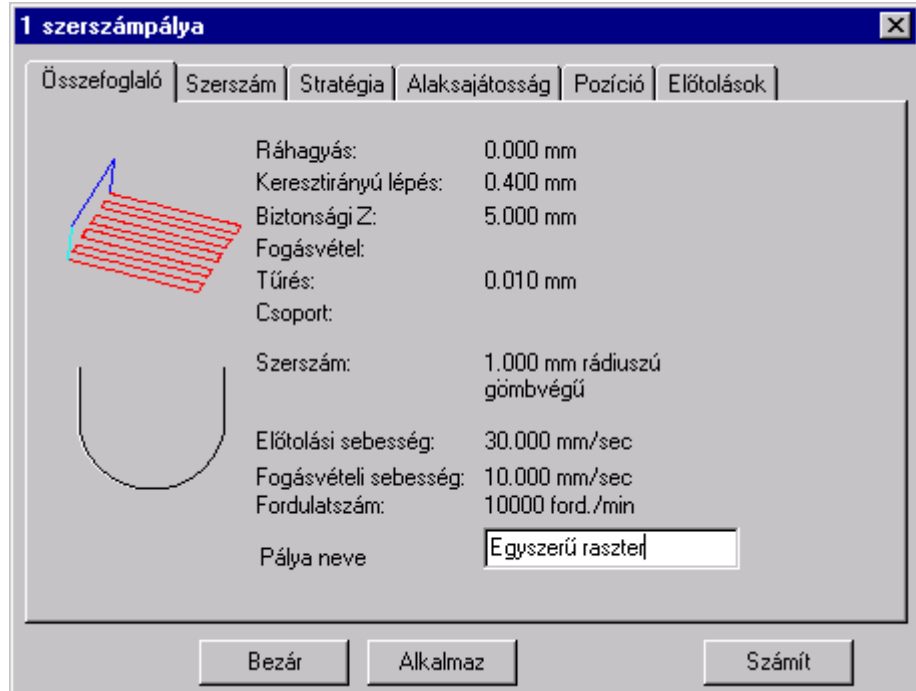 1 szerszámpálya
Összefoglaló Szerszám Stratégia Alaksajátosság Pozíció Előtolások
Ráhagyás: 0.000 mm
Keresztirányú lépés: 0.400 mm
Biztonsági Z: 5.000 mm
Fogásvétel:
Tűrés: 0.010 mm
Csoport:
Szerszám: 1.000 mm rádiuszú
gömbvégű
Előtolási sebesség: 30.000 mm/sec
Fogásvételi sebesség: 10.000 mm/sec
Fordulatszám: 10000 ford./min
Pálya neve Egyszerű raszter
Bezár Alkalmaz Számít